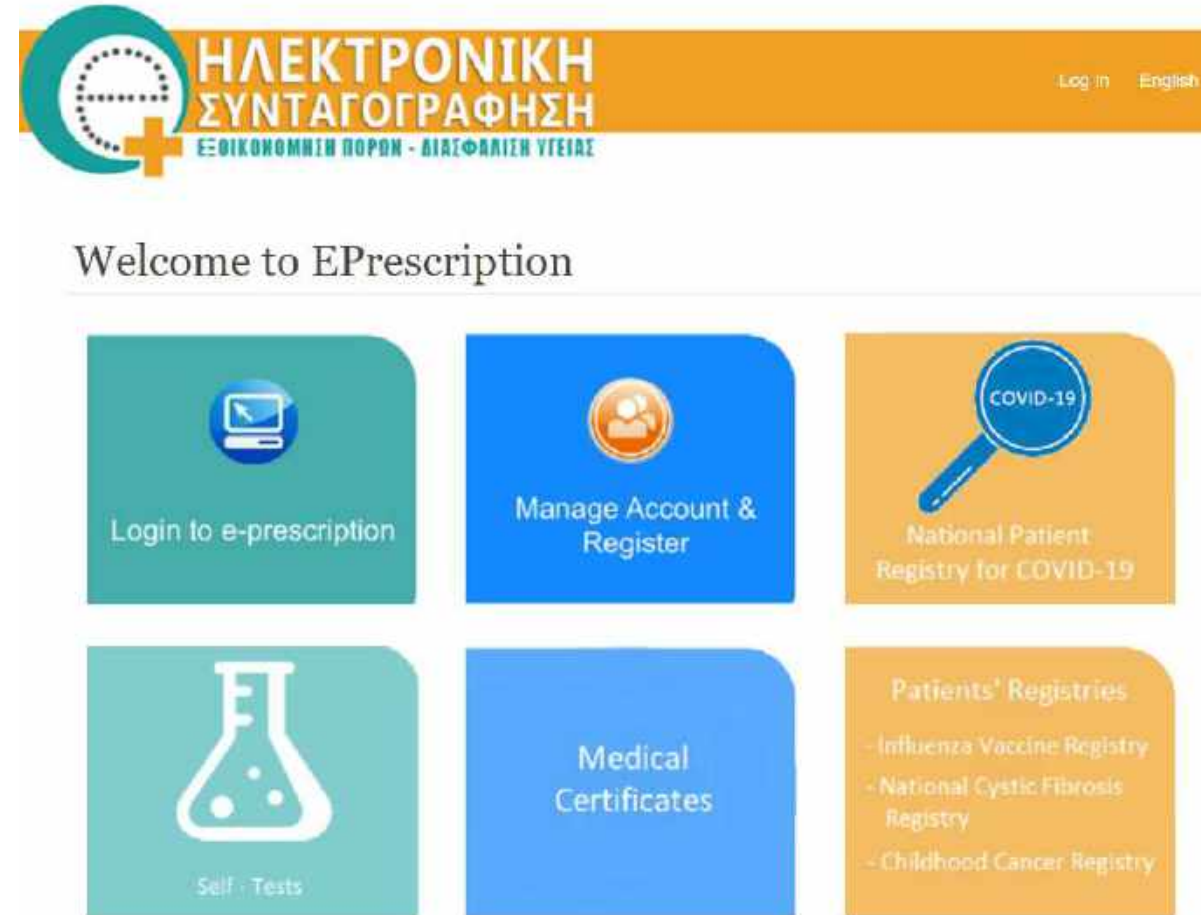 ΗΛΕΚΤΡΟΝΙΚΗ
ΣΥΝΤΑΓΟΓΡΑΦΗΣΗ
ΕΞΟΙΚΟΝΟΜΗΣΗ ΠΟΡΩΝ - ΔΙΑΣΦΑΛΙΣΗ ΥΓΕΙΑΣ
Log In English
Welcome to EPrescription
Login to e-prescription
Manage Account &
Register
COVID-19
National Patient
Registry for COVID-19
Self - Tests
Medical
Certificates
Patients' Registries
- Influenza Vaccine Registry
- National Cystic Fibrosis
Registry
- Childhood Cancer Registry